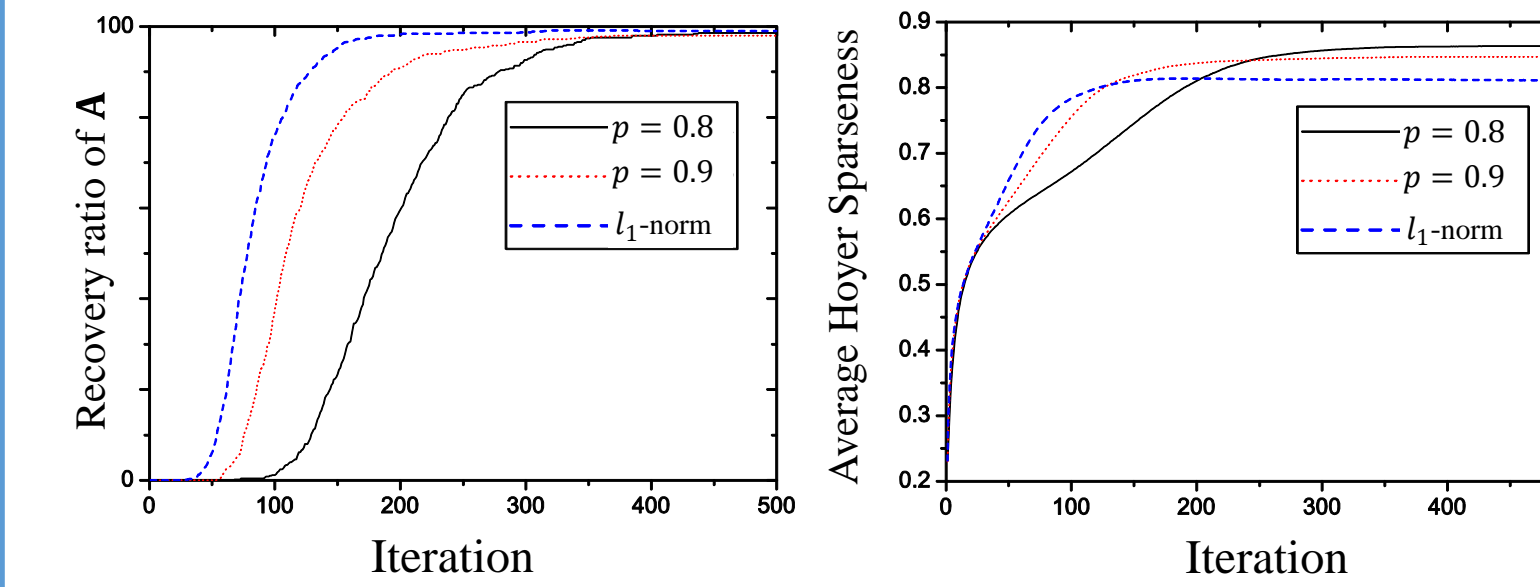 100
0
0
100
200
300
400
500
Recovery ratio of A
Iteration
p = 0.8
p = 0.9
l₁-norm
0.9
0.8
0.7
0.6
0.5
0.4
0.3
0.2
0
100
200
300
400
Average Hoyer Sparseness
Iteration
p = 0.8
p = 0.9
l₁-norm